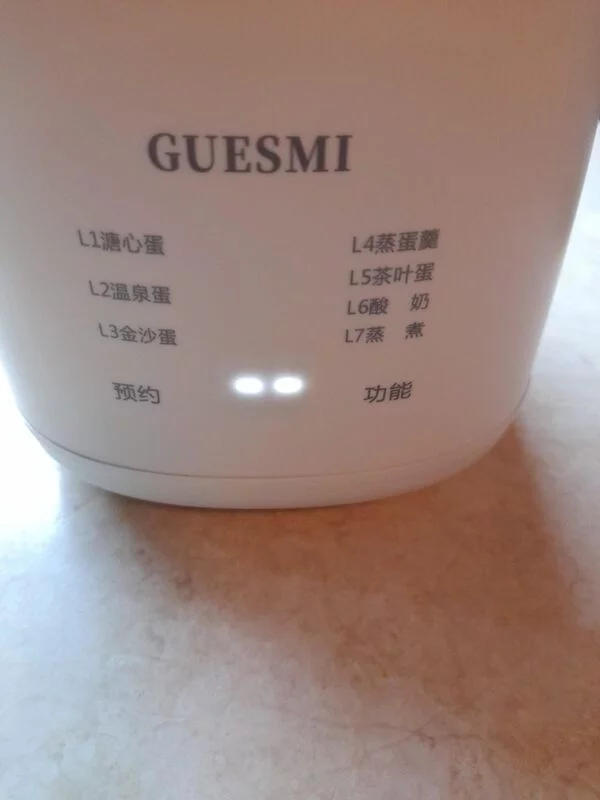 GUESMI
L1溏心蛋
L2温泉蛋
L3金沙蛋
L4蒸蛋羹
L5茶叶蛋
L6酸 奶
L7蒸 煮
预约
功能